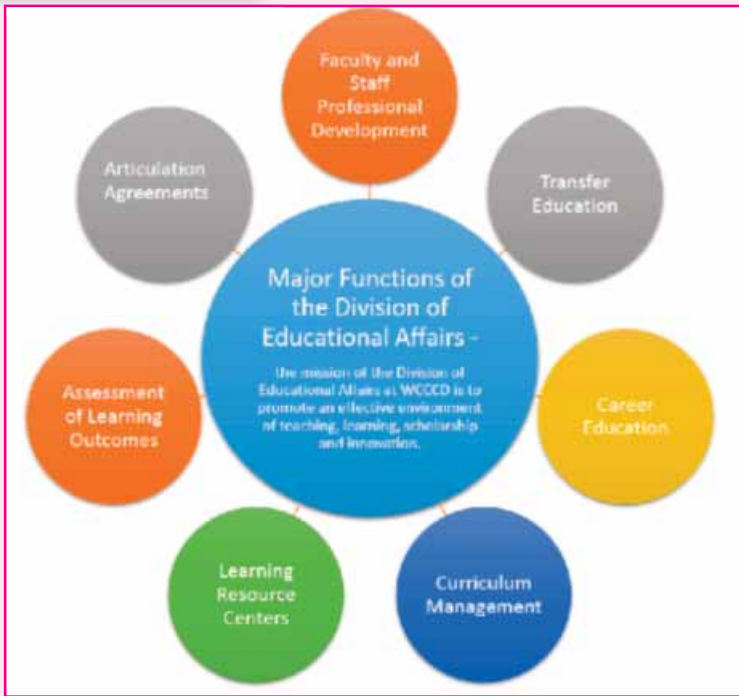 Faculty and
Staff
Professional
Development
Transfer
Education
Career
Education
Curriculum
Management
Learning
Resource
Centers
Assessment
of Learning
Outcomes
Articulation
Agreements
Major Functions of
the Division of
Educational Affairs -
the mission of the Division of
Educational Affairs at WCCCD is to
promote an effective environment
of teaching, learning, scholarship
and innovation.